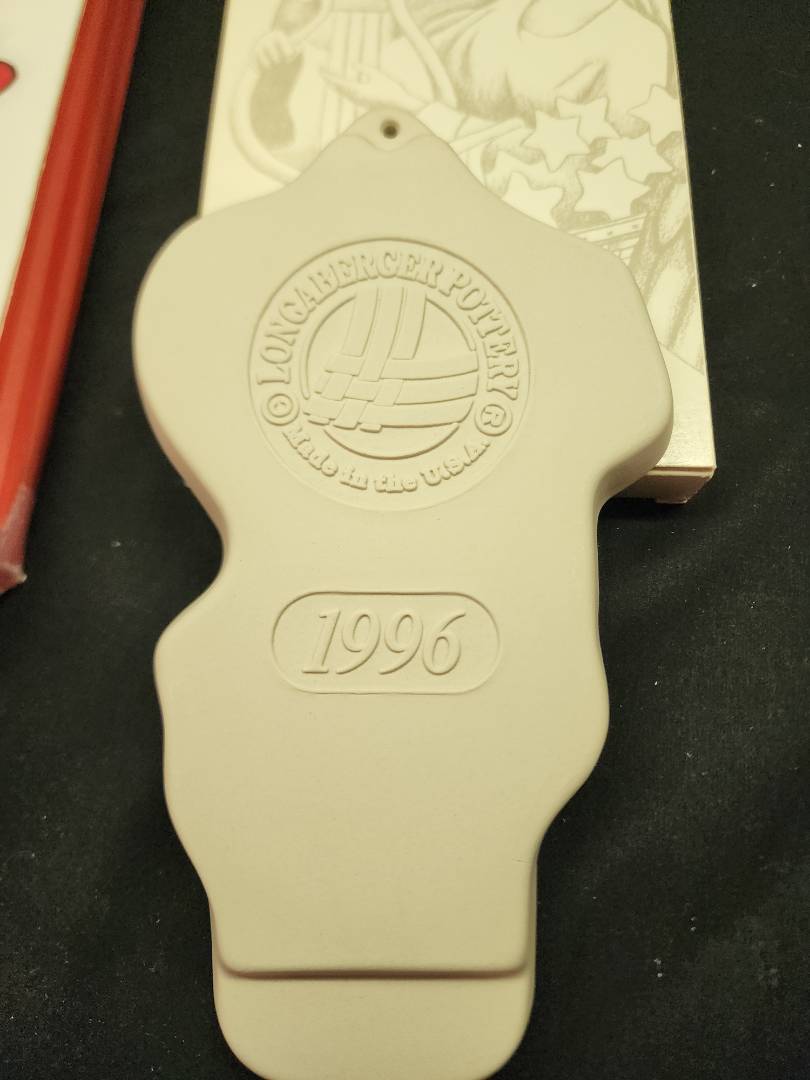 LONGABERGER POTTERY ®
© Made in the U.S.A.
1996